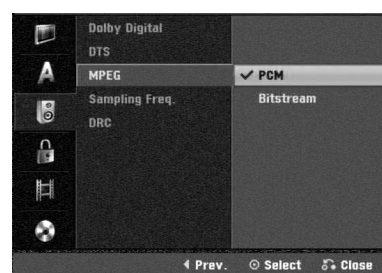 Dolby Digital
DTS
MPEG
✓ PCM
Sampling Freq.
Bitstream
DRC
A
◄ Prev. ⊙ Select Close